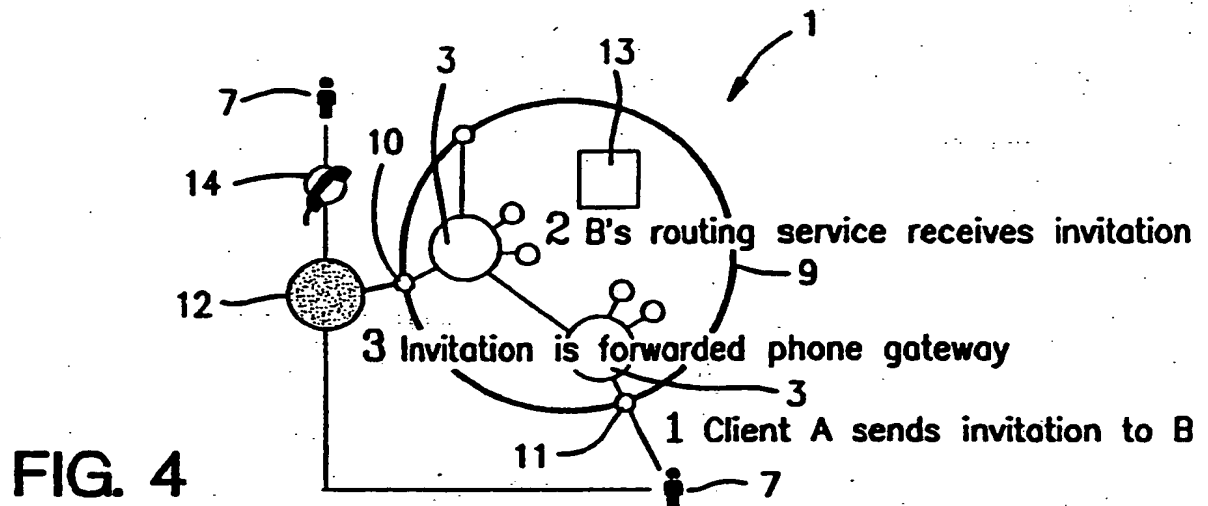 1
3
13
7
10
14
2 B's routing service receives invitation
9
12
3 Invitation is forwarded phone gateway
3
1 Client A sends invitation to B
11
FIG. 4
7